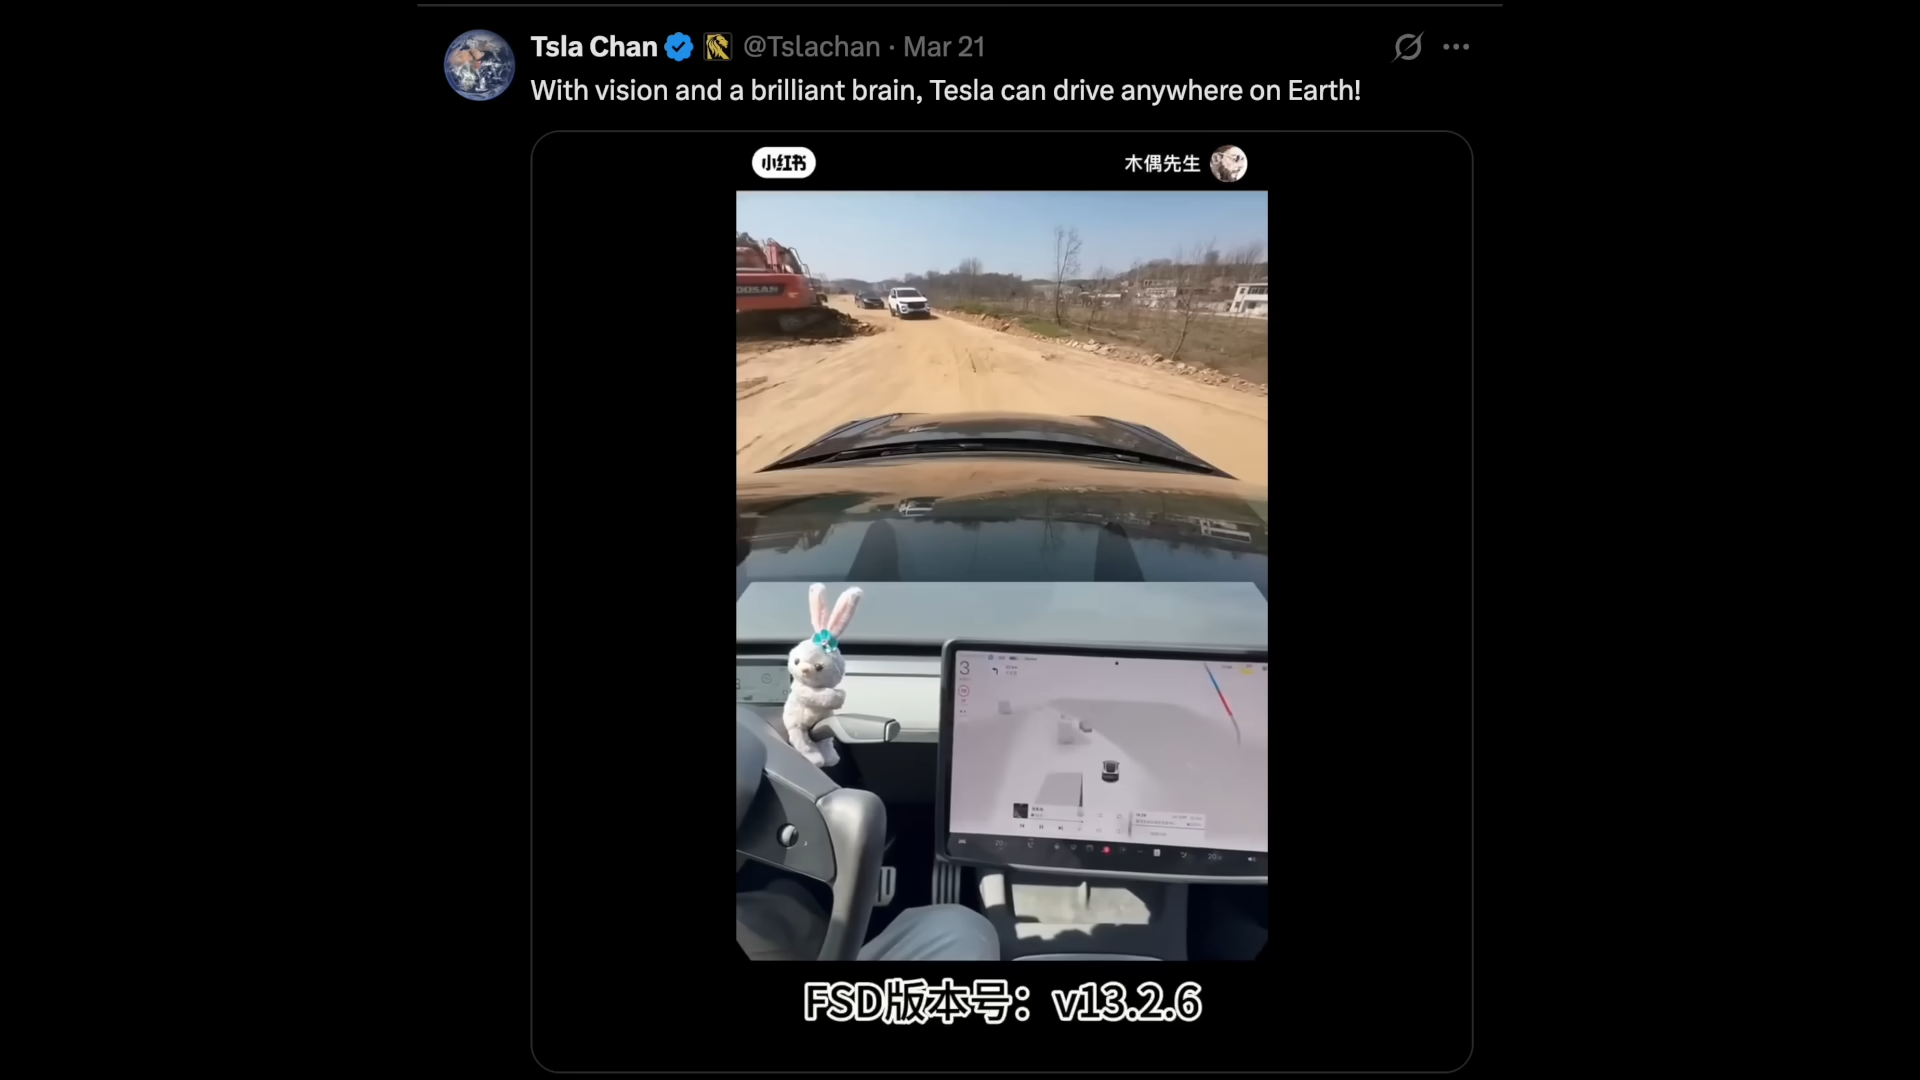 Tsla Chan @Tslachan · Mar 21
With vision and a brilliant brain, Tesla can drive anywhere on Earth!
小红书
木偶先生
DOOSAN
3
FSD版本号：v13.2.6